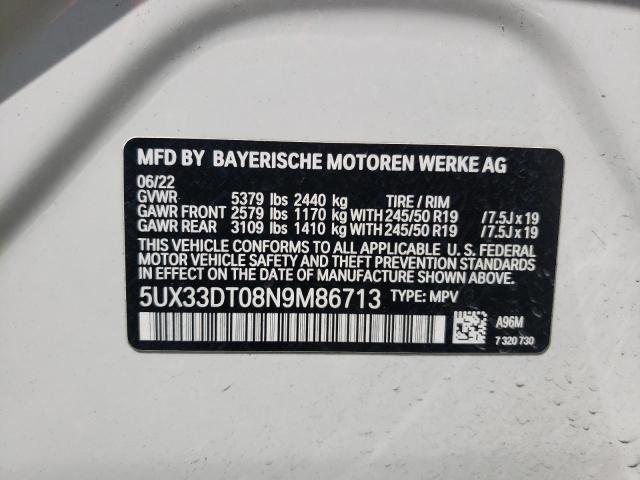 MFD BY BAYERISCHE MOTOREN WERKE AG
06/22
GVWR 5379 lbs 2440 kg TIRE / RIM
GAWR FRONT 2579 lbs 1170 kg WITH 245/50 R19 /7.5J x 19
GAWR REAR 3109 lbs 1410 kg WITH 245/50 R19 /7.5J x 19
THIS VEHICLE CONFORMS TO ALL APPLICABLE U. S. FEDERAL
MOTOR VEHICLE SAFETY AND THEFT PREVENTION STANDARDS
IN EFFECT ON THE DATE OF MANUFACTURE SHOWN ABOVE.
5UX33DT08N9M86713 TYPE: MPV
A96M
7 320 730